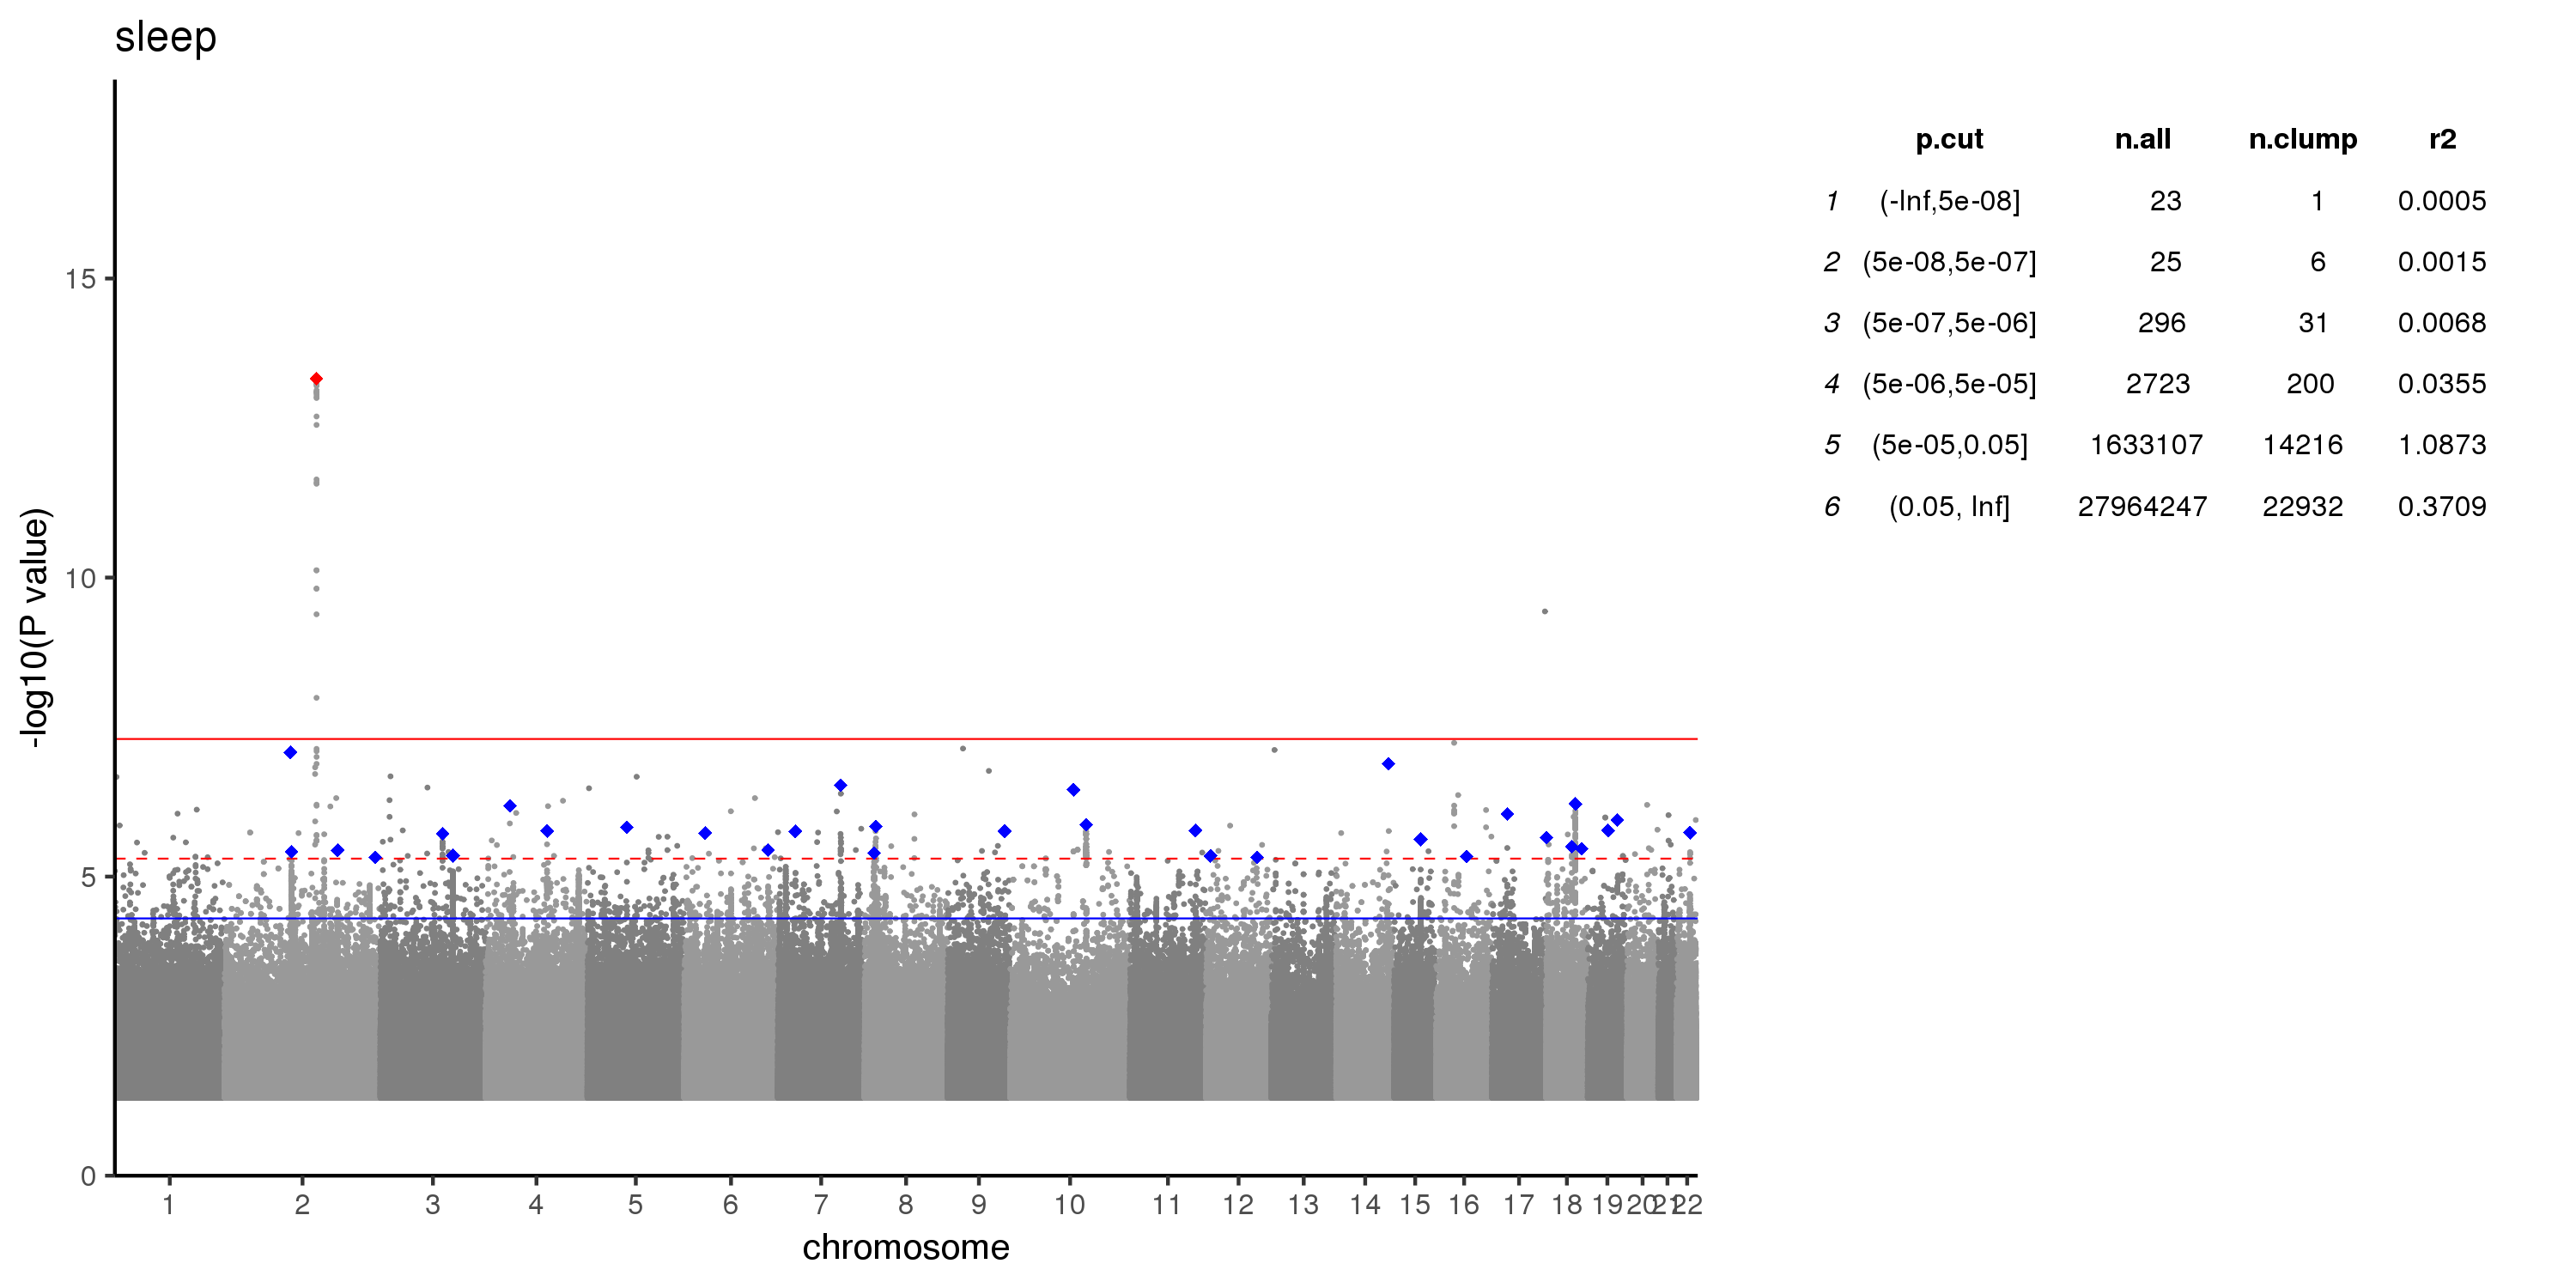 sleep
-log10(P value)
15
10
5
0
1 2 3 4 5 6 7 8 9 10 11 12 13 14 15 16 17 18 19 20 21 22
chromosome
p.cut n.all n.clump r2
1 (-Inf,5e-08] 23 1 0.0005
2 (5e-08,5e-07] 25 6 0.0015
3 (5e-07,5e-06] 296 31 0.0068
4 (5e-06,5e-05] 2723 200 0.0355
5 (5e-05,0.05] 1633107 14216 1.0873
6 (0.05, Inf] 27964247 22932 0.3709